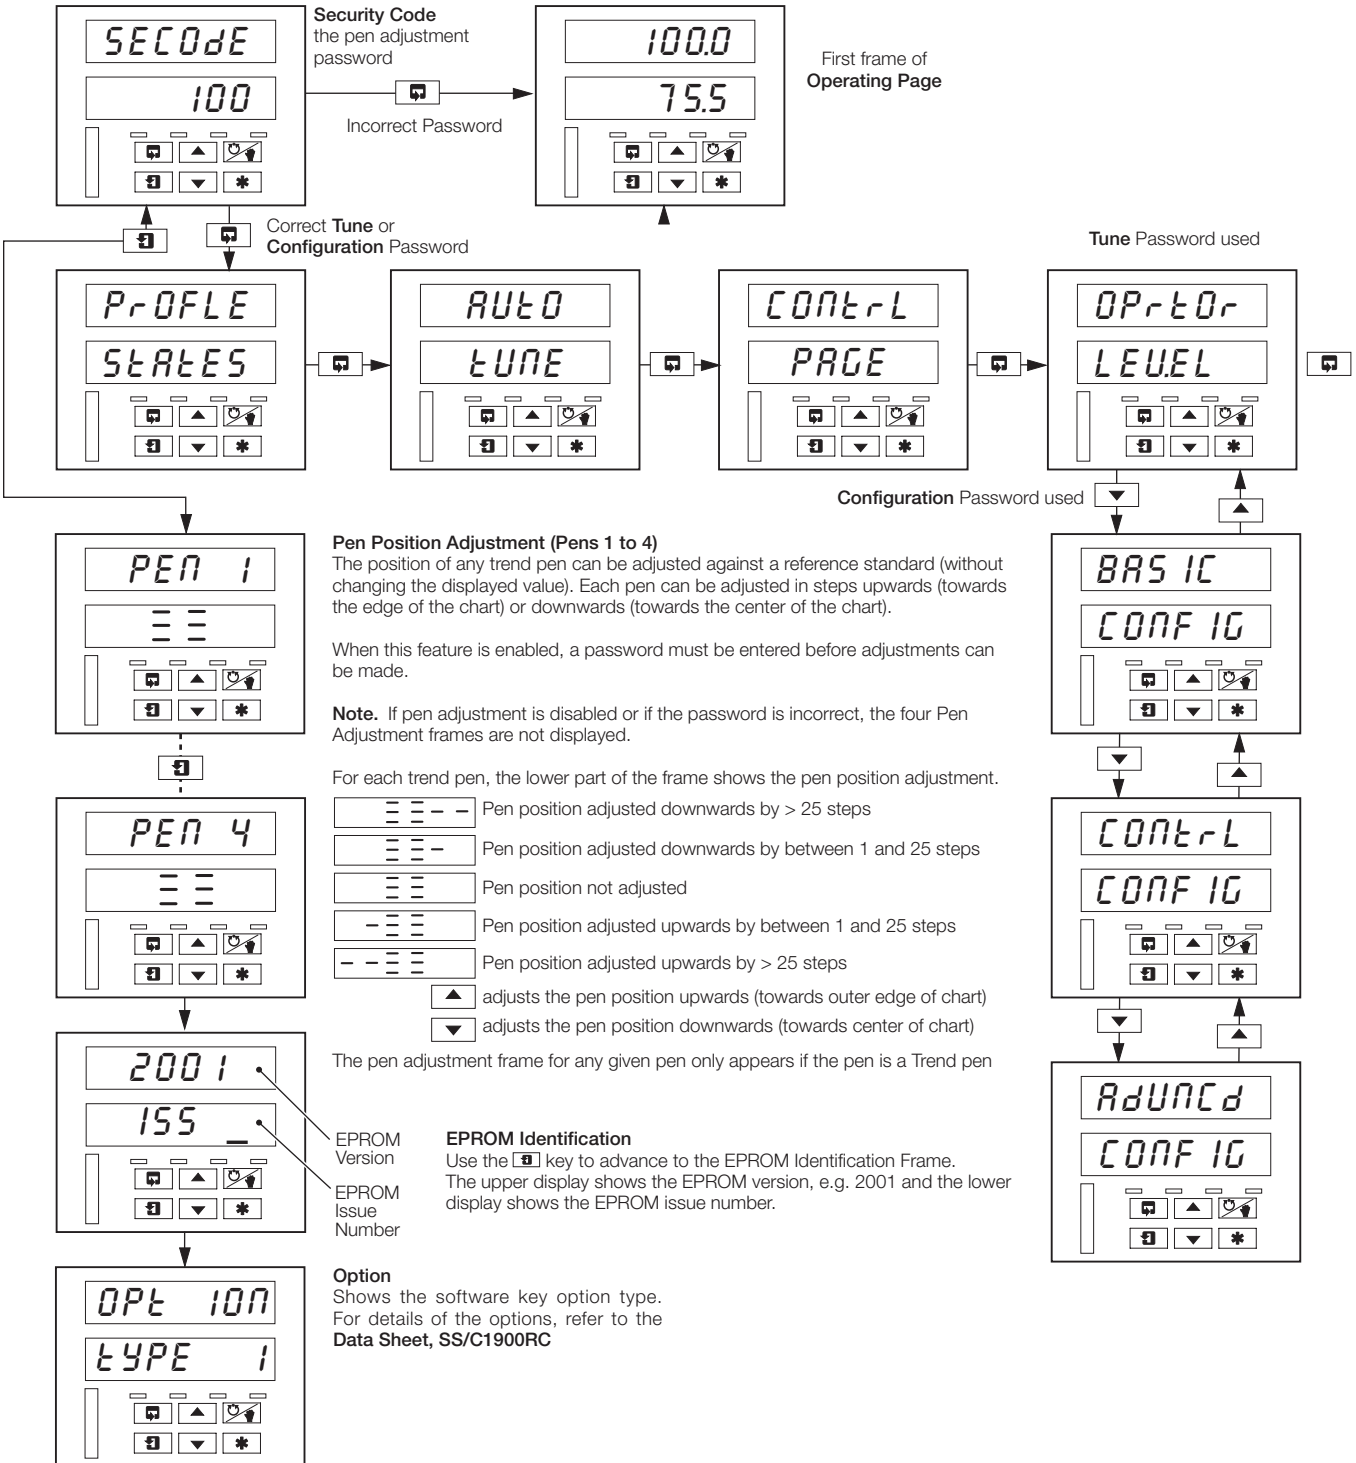 SECOdE
100
Security Code
the pen adjustment
password
Incorrect Password
100.0
75.5
First frame of
Operating Page
Correct Tune or
Configuration Password
Tune Password used
PrOFLE
StAtES
AUtO
tUNE
CONtrL
PAGE
OPrtOr
LEV.EL
Configuration Password used
PEN 1
Pen Position Adjustment (Pens 1 to 4)
The position of any trend pen can be adjusted against a reference standard (without
changing the displayed value). Each pen can be adjusted in steps upwards (towards
the edge of the chart) or downwards (towards the center of the chart).
When this feature is enabled, a password must be entered before adjustments can
be made.
Note. If pen adjustment is disabled or if the password is incorrect, the four Pen
Adjustment frames are not displayed.
For each trend pen, the lower part of the frame shows the pen position adjustment.
Pen position adjusted downwards by > 25 steps
Pen position adjusted downwards by between 1 and 25 steps
Pen position not adjusted
Pen position adjusted upwards by between 1 and 25 steps
Pen position adjusted upwards by > 25 steps
adjusts the pen position upwards (towards outer edge of chart)
adjusts the pen position downwards (towards center of chart)
The pen adjustment frame for any given pen only appears if the pen is a Trend pen
BASIC
CONFIG
PEN 4
CONtrL
CONFIG
2001
ISS _
EPROM
Version
EPROM
Issue
Number
EPROM Identification
Use the key to advance to the EPROM Identification Frame.
The upper display shows the EPROM version, e.g. 2001 and the lower
display shows the EPROM issue number.
AdVNCd
CONFIG
OPtION
tYPE 1
Option
Shows the software key option type.
For details of the options, refer to the
Data Sheet, SS/C1900RC